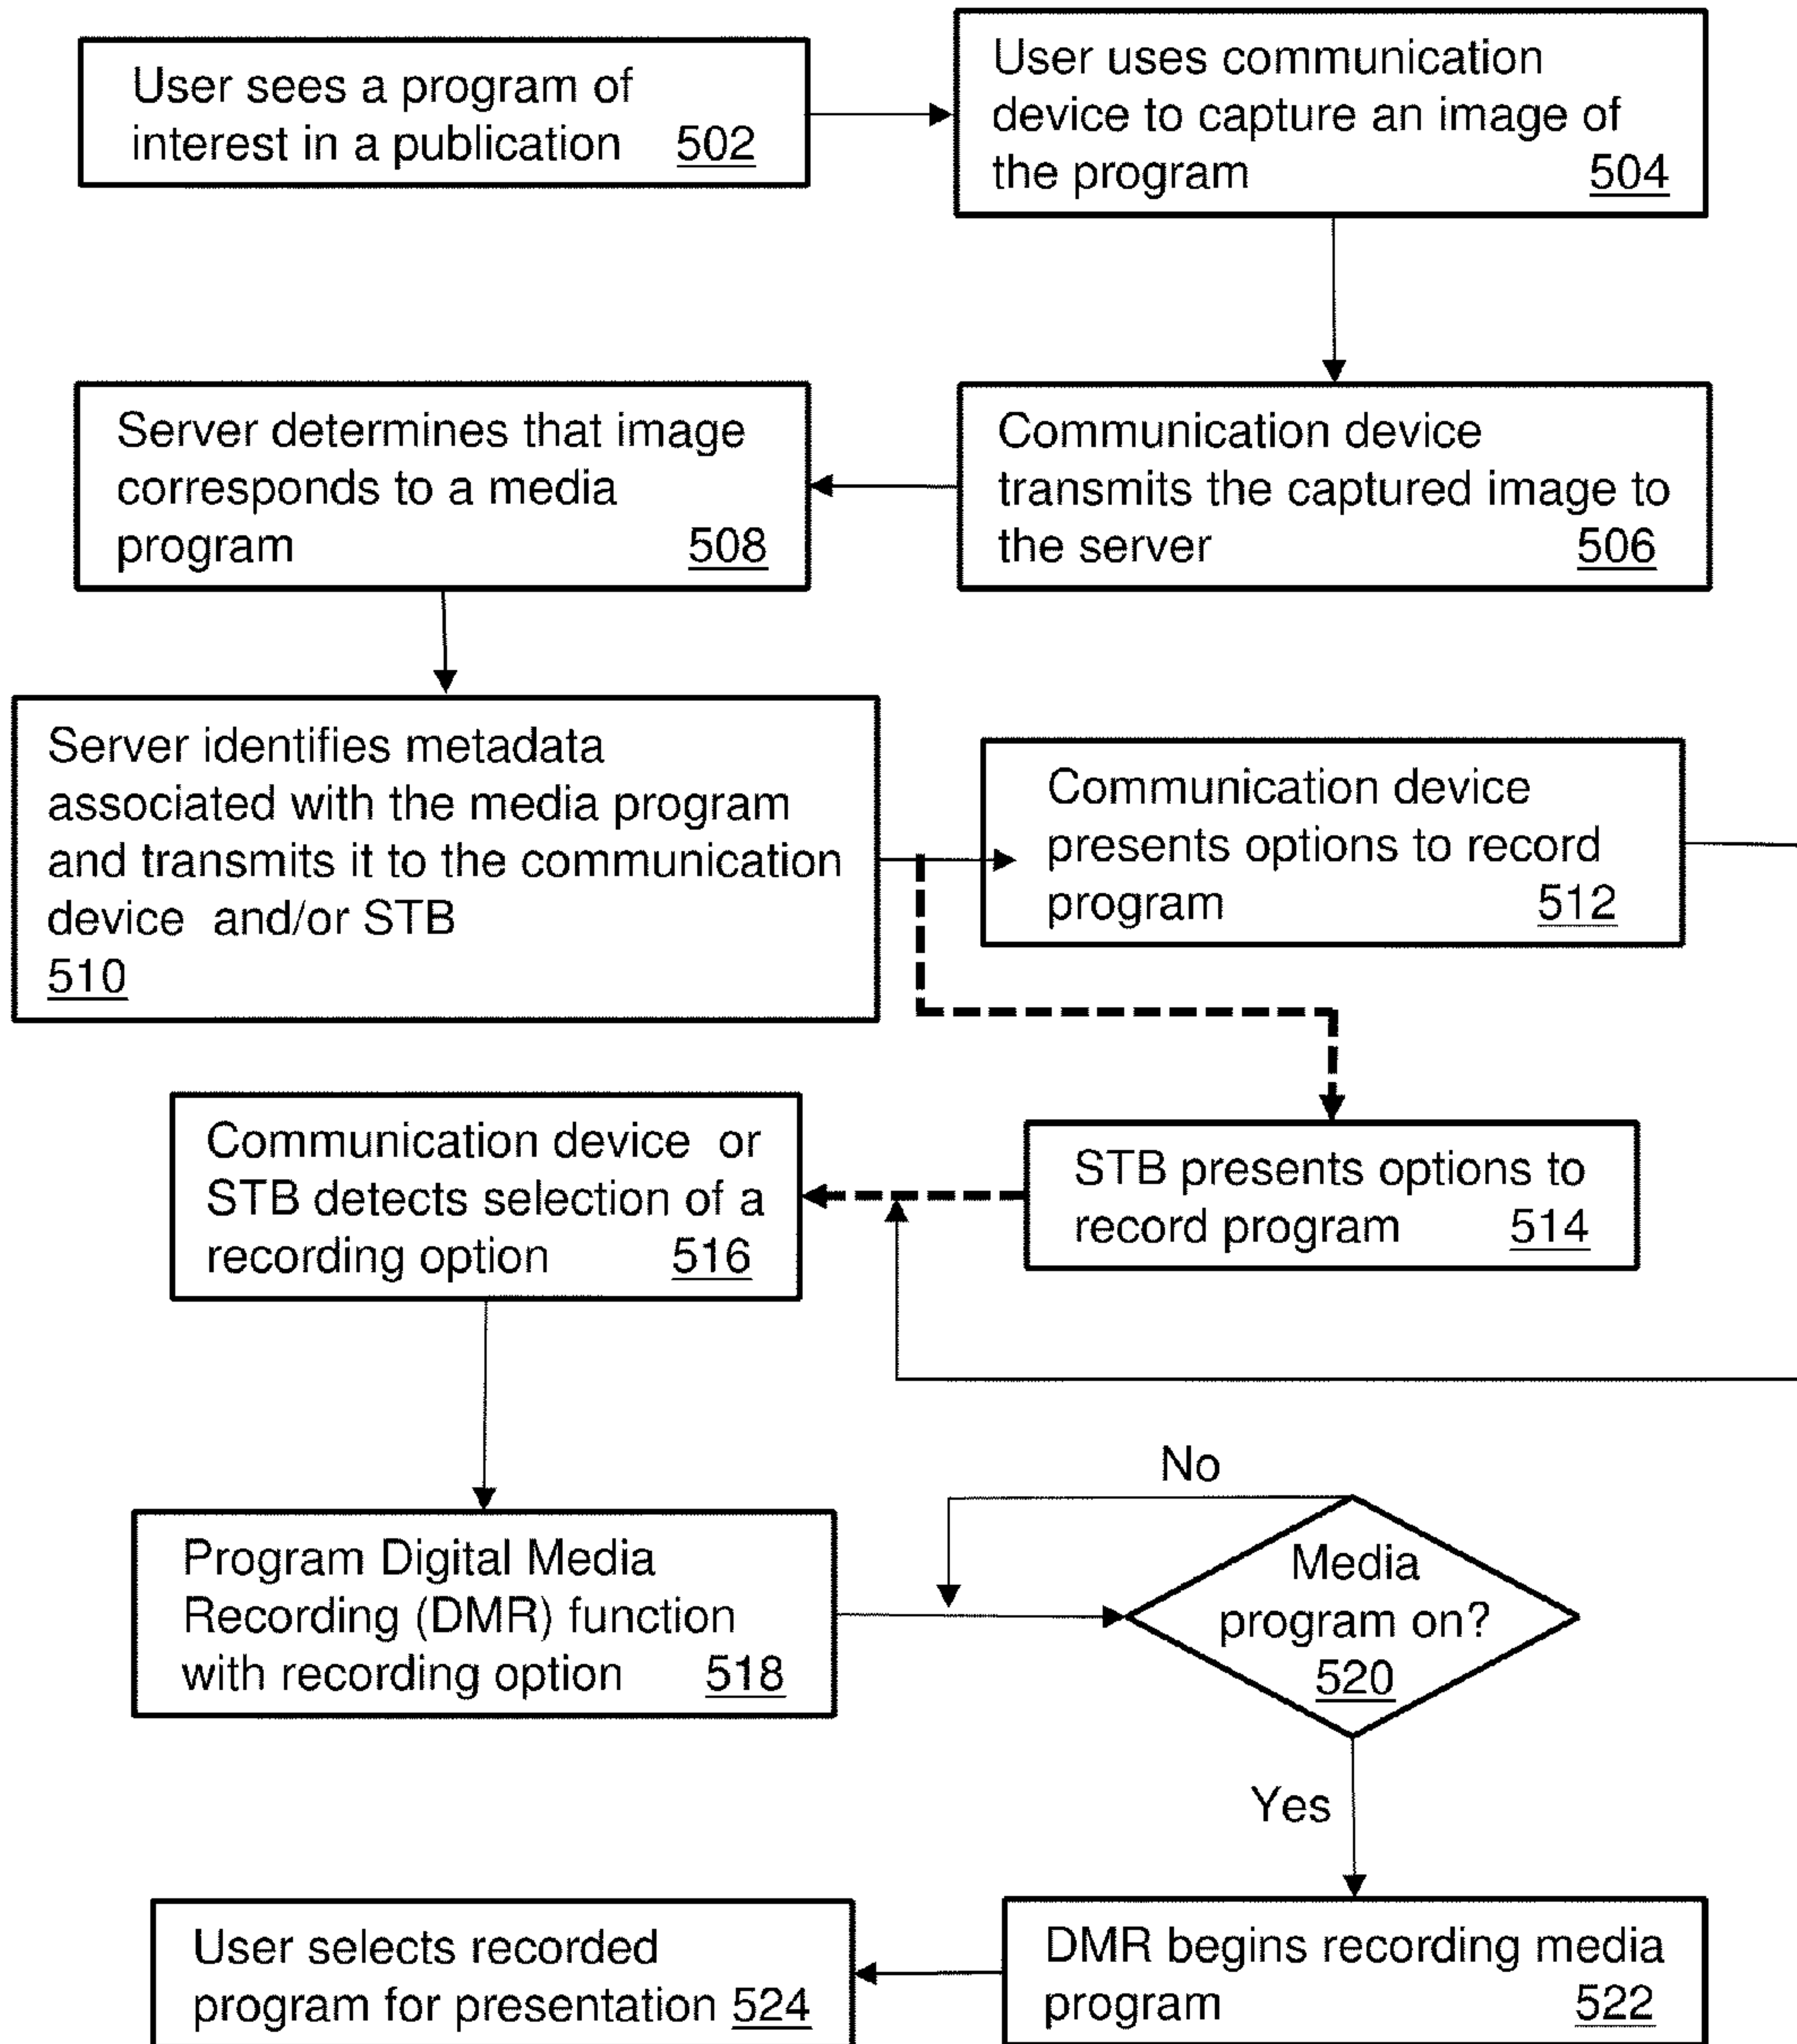 User sees a program of
interest in a publication 502
User uses communication
device to capture an image of
the program 504
Communication device
transmits the captured image to
the server 506
Server determines that image
corresponds to a media
program 508
Server identifies metadata
associated with the media program
and transmits it to the communication
device and/or STB
510
Communication device
presents options to record
program 512
STB presents options to
record program 514
Communication device or
STB detects selection of a
recording option 516
Program Digital Media
Recording (DMR) function
with recording option 518
No
Media
program on?
520
Yes
DMR begins recording media
program 522
User selects recorded
program for presentation 524